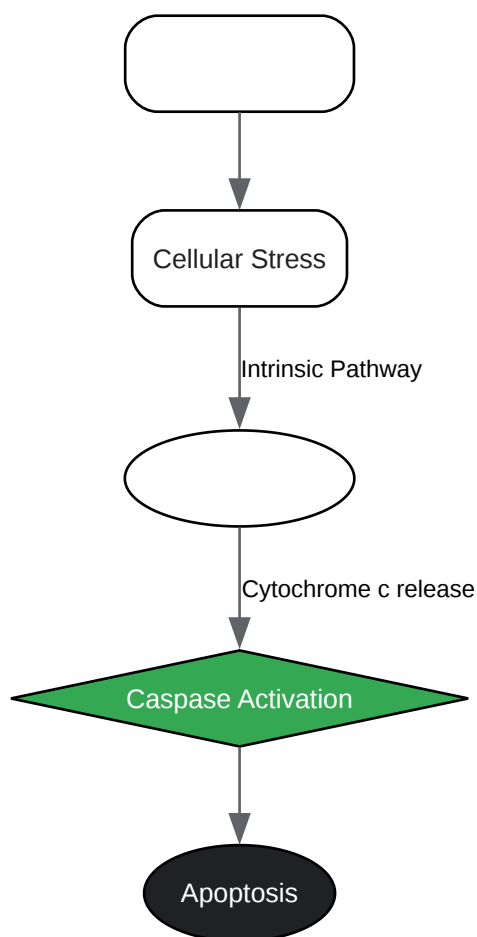 Cellular Stress
Intrinsic Pathway
Cytochrome c release
Caspase Activation
Apoptosis